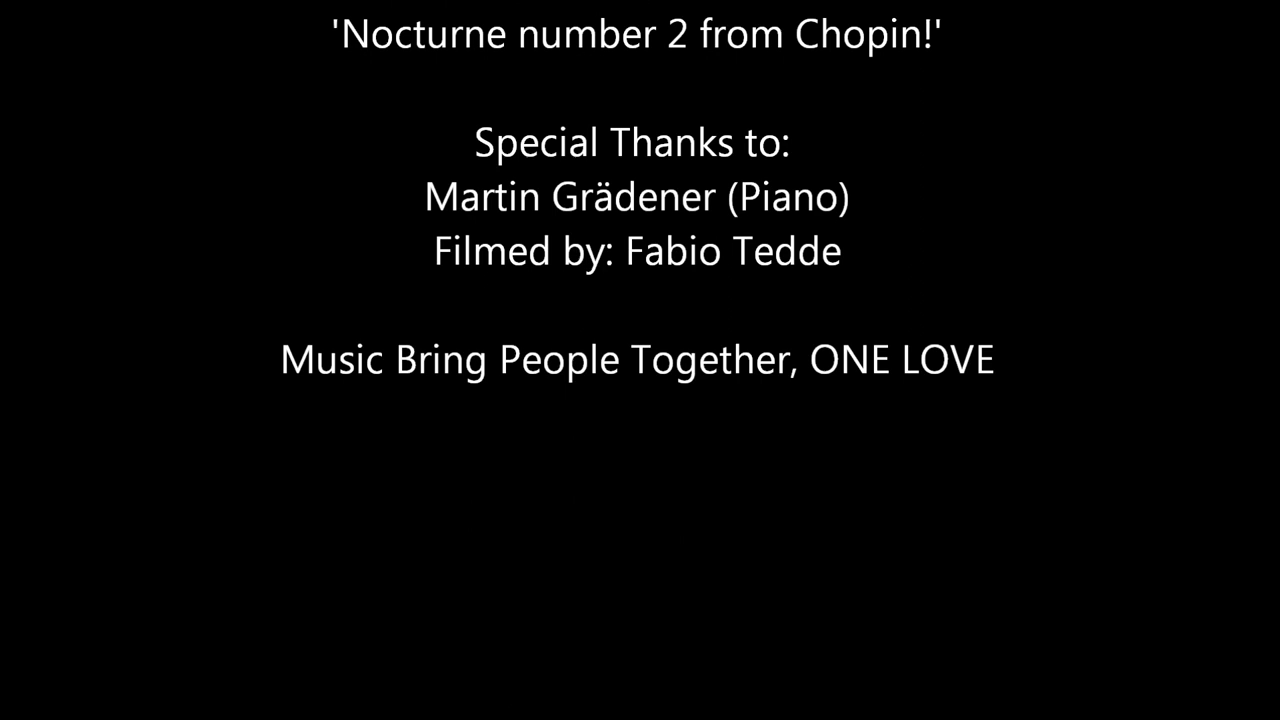 'Nocturne number 2 from Chopin!'
Special Thanks to:
Martin Grädener (Piano)
Filmed by: Fabio Tedde
Music Bring People Together, ONE LOVE